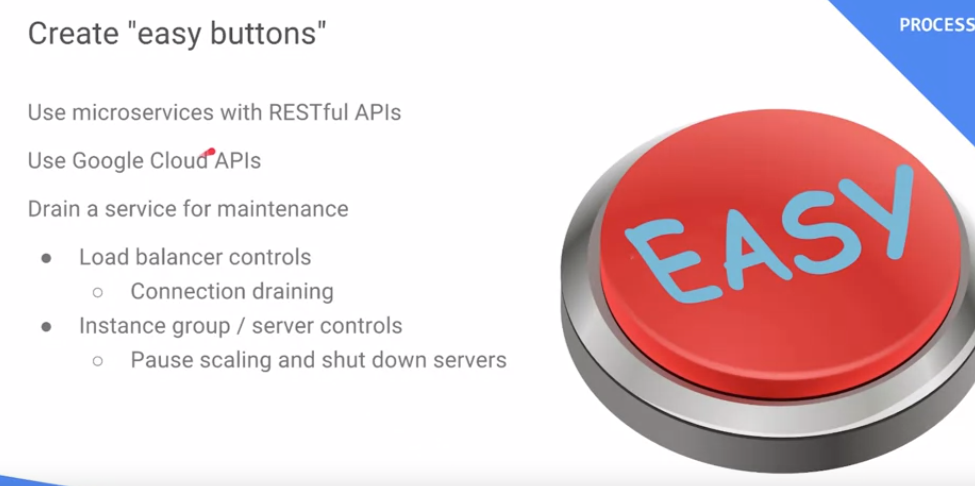 Create "easy buttons"
PROCESS
Use microservices with RESTful APIs
Use Google Cloud APIs
Drain a service for maintenance
● Load balancer controls
○ Connection draining
● Instance group / server controls
○ Pause scaling and shut down servers
EASY